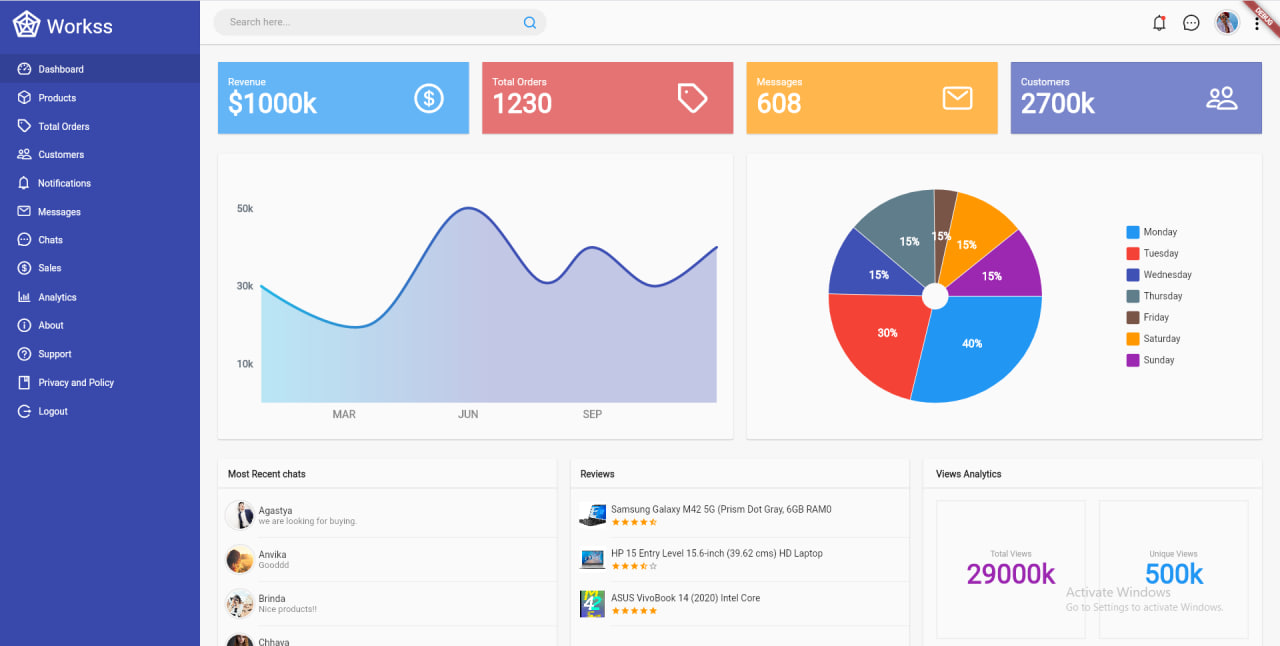 Workss
Search here...
DEBUG
Dashboard
Products
Total Orders
Customers
Notifications
Messages
Chats
Sales
Analytics
About
Support
Privacy and Policy
Logout
Revenue
$1000k
Total Orders
1230
Messages
608
Customers
2700k
50k
30k
10k
MAR JUN SEP
15%
15%
15%
15%
15%
30%
40%
Monday
Tuesday
Wednesday
Thursday
Friday
Saturday
Sunday
Most Recent chats
Agastya
we are looking for buying.
Anvika
Gooddd
Brinda
Nice products!!
Chhaya
Reviews
Samsung Galaxy M42 5G (Prism Dot Gray, 6GB RAM0
HP 15 Entry Level 15.6-inch (39.62 cms) HD Laptop
ASUS VivoBook 14 (2020) Intel Core
Views Analytics
Total Views
29000k
Unique Views
500k
Activate Windows
Go to Settings to activate Windows.